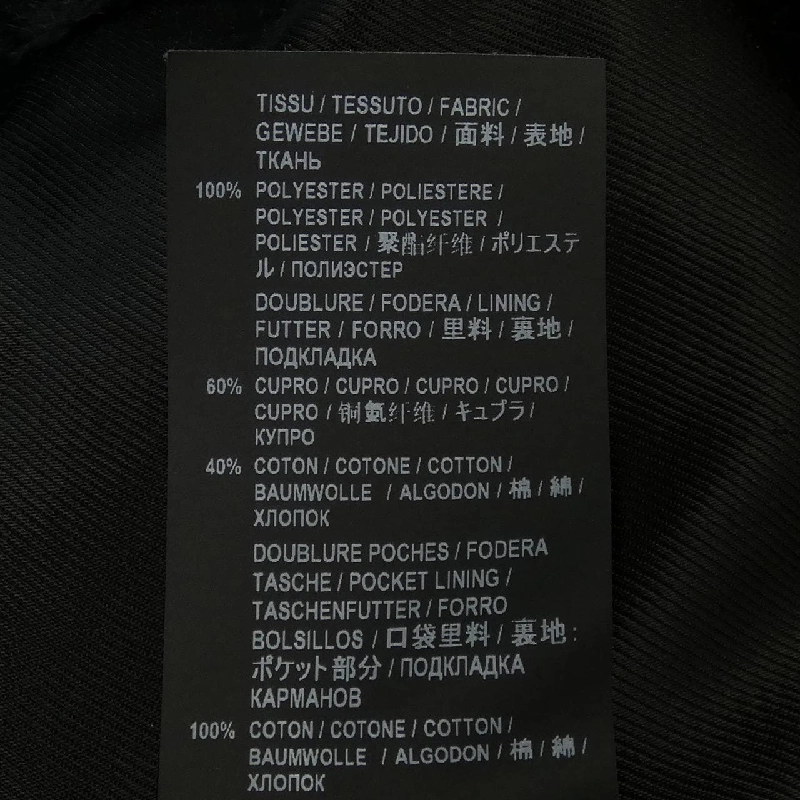 TISSU / TESSUTO / FABRIC /
GEWEBE / TEJIDO / 面料 / 表地 /
ТКАНЬ
100% POLYESTER / POLIESTERE /
POLYESTER / POLYESTER /
POLIESTER / 聚酯纤维 / ポリエステ
ル / ПОЛИЭСТЕР
DOUBLURE / FODERA / LINING /
FUTTER / FORRO / 里料 / 裏地 /
ПОДКЛАДКА
60% CUPRO / CUPRO / CUPRO / CUPRO /
CUPRO / 铜氨纤维 / キュプラ /
КУПРО
40% COTON / COTONE / COTTON /
BAUMWOLLE / ALGODON / 棉 / 綿 /
ХЛОПОК
DOUBLURE POCHES / FODERA
TASCHE / POCKET LINING /
TASCHENFUTTER / FORRO
BOLSILLOS / 口袋里料 / 裏地:
ポケット部分 / ПОДКЛАДКА
КАРМАНОВ
100% COTON / COTONE / COTTON /
BAUMWOLLE / ALGODON / 棉 / 綿 /
ХЛОПОК